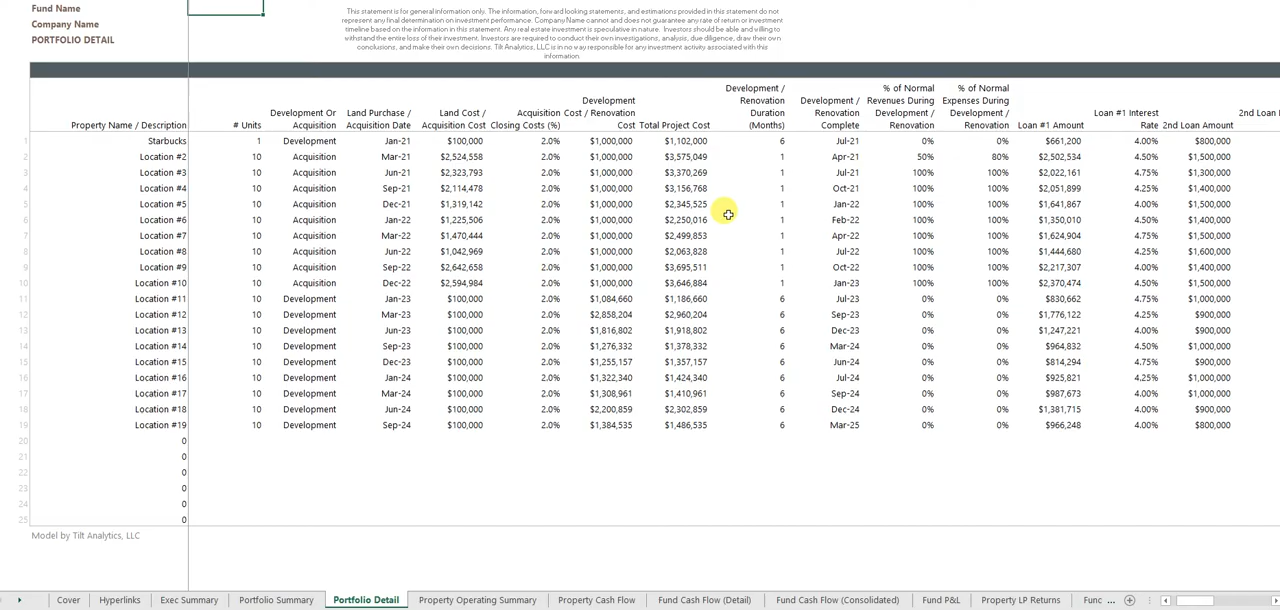 Fund Name
Company Name
PORTFOLIO DETAIL
This statement is for general information only. The information, forward looking statements, and estimations provided in this statement do not
represent any final determination on investment performance. Company Name cannot and does not guarantee any rate of return or investment
timeline based on the information in this statement. Any real estate investment is speculative in nature. Investors should be able and willing to
withstand the entire loss of their investment. Investors are required to conduct their own investigations, analysis, due diligence, draw their own
conclusions, and make their own decisions. Tilt Analytics, LLC is in no way responsible for any investment activity associated with this
information.
Property Name / Description # Units Development Or Acquisition Land Purchase / Acquisition Date Land Cost / Acquisition Cost Acquisition Closing Costs (%) Development Cost / Renovation Cost Total Project Cost Development / Renovation Duration (Months) Development / Renovation Complete % of Normal Revenues During Development / Renovation % of Normal Expenses During Development / Renovation Loan #1 Amount Loan #1 Interest Rate 2nd Loan Amount 2nd Loan
1 Starbucks 1 Development Jan-21 $100,000 2.0% $1,000,000 $1,102,000 6 Jul-21 0% 0% $661,200 4.00% $800,000
2 Location #2 10 Acquisition Mar-21 $2,524,558 2.0% $1,000,000 $3,575,049 1 Apr-21 50% 80% $2,502,534 4.50% $1,400,000
3 Location #3 10 Acquisition Jun-21 $2,323,793 2.0% $1,000,000 $3,370,269 1 Jul-21 100% 100% $2,022,161 4.75% $1,300,000
4 Location #4 10 Acquisition Sep-21 $2,114,478 2.0% $1,000,000 $3,156,768 1 Oct-21 100% 100% $2,051,899 4.25% $1,400,000
5 Location #5 10 Acquisition Dec-21 $1,319,142 2.0% $1,000,000 $2,345,525 1 Jan-22 100% 100% $1,641,867 4.00% $1,500,000
6 Location #6 10 Acquisition Jan-22 $1,225,506 2.0% $1,000,000 $2,250,016 1 Feb-22 100% 100% $1,350,010 4.50% $1,400,000
7 Location #7 10 Acquisition Mar-22 $1,470,444 2.0% $1,000,000 $2,499,853 1 Apr-22 100% 100% $1,624,904 4.75% $1,500,000
8 Location #8 10 Acquisition Jun-22 $1,042,969 2.0% $1,000,000 $2,063,828 1 Jul-22 100% 100% $1,444,680 4.25% $1,600,000
9 Location #9 10 Acquisition Sep-22 $2,642,658 2.0% $1,000,000 $3,695,511 1 Oct-22 100% 100% $2,217,307 4.00% $1,400,000
10 Location #10 10 Acquisition Dec-22 $2,594,984 2.0% $1,000,000 $3,646,884 1 Jan-23 100% 100% $2,370,474 4.50% $1,500,000
11 Location #11 10 Development Jan-23 $100,000 2.0% $1,084,660 $1,186,660 6 Jul-23 0% 0% $830,662 4.75% $1,000,000
12 Location #12 10 Development Mar-23 $100,000 2.0% $2,858,204 $2,960,204 6 Sep-23 0% 0% $1,776,122 4.25% $900,000
13 Location #13 10 Development Jun-23 $100,000 2.0% $1,816,802 $1,918,802 6 Dec-23 0% 0% $1,247,221 4.00% $900,000
14 Location #14 10 Development Sep-23 $100,000 2.0% $1,276,332 $1,378,332 6 Mar-24 0% 0% $964,832 4.50% $1,000,000
15 Location #15 10 Development Dec-23 $100,000 2.0% $1,255,157 $1,357,157 6 Jun-24 0% 0% $814,294 4.75% $900,000
16 Location #16 10 Development Jan-24 $100,000 2.0% $1,322,340 $1,424,340 6 Jul-24 0% 0% $925,821 4.25% $1,000,000
17 Location #17 10 Development Mar-24 $100,000 2.0% $1,308,961 $1,410,961 6 Sep-24 0% 0% $987,673 4.00% $1,000,000
18 Location #18 10 Development Jun-24 $100,000 2.0% $2,200,859 $2,302,859 6 Dec-24 0% 0% $1,381,715 4.00% $900,000
19 Location #19 10 Development Sep-24 $100,000 2.0% $1,384,535 $1,486,535 6 Mar-25 0% 0% $966,248 4.00% $800,000
20 0
21 0
22 0
23 0
24 0
25 0
Model by Tilt Analytics, LLC
Cover Hyperlinks Exec Summary Portfolio Summary Portfolio Detail Property Operating Summary Property Cash Flow Fund Cash Flow (Detail) Fund Cash Flow (Consolidated) Fund P&L Property LP Returns Func ...